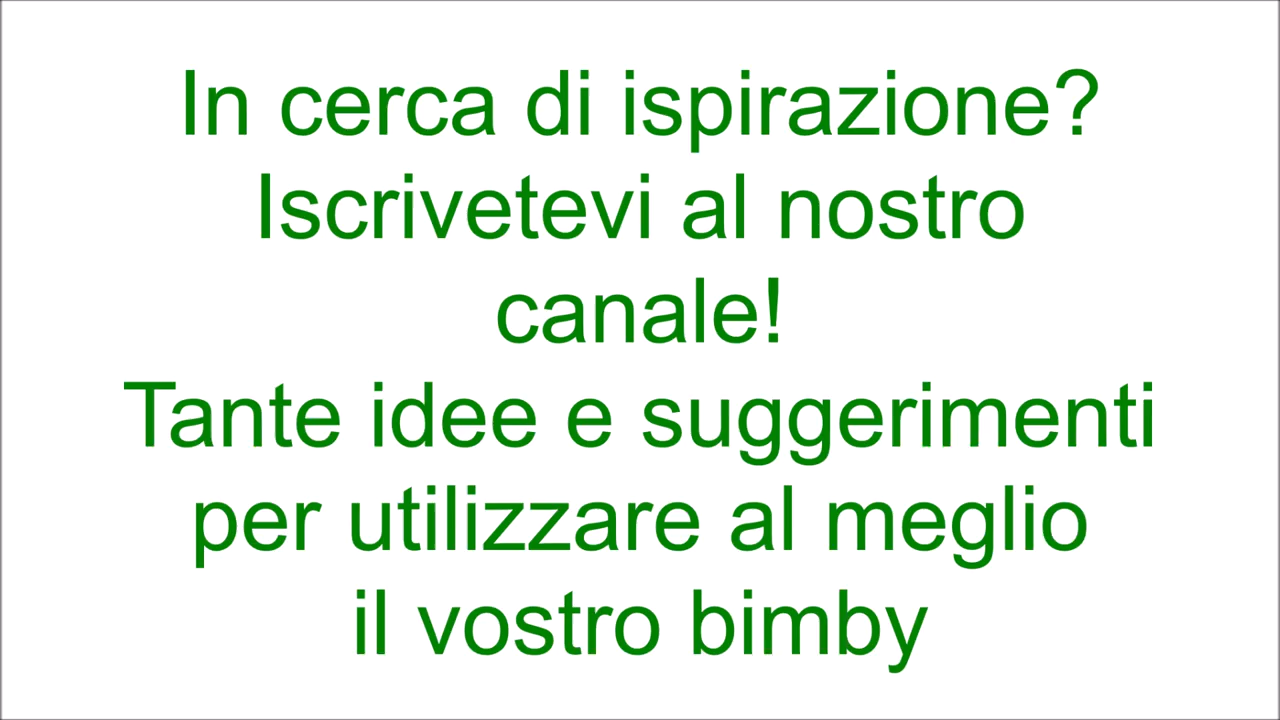 In cerca di ispirazione?
Iscrivetevi al nostro
canale!
Tante idee e suggerimenti
per utilizzare al meglio
il vostro bimby